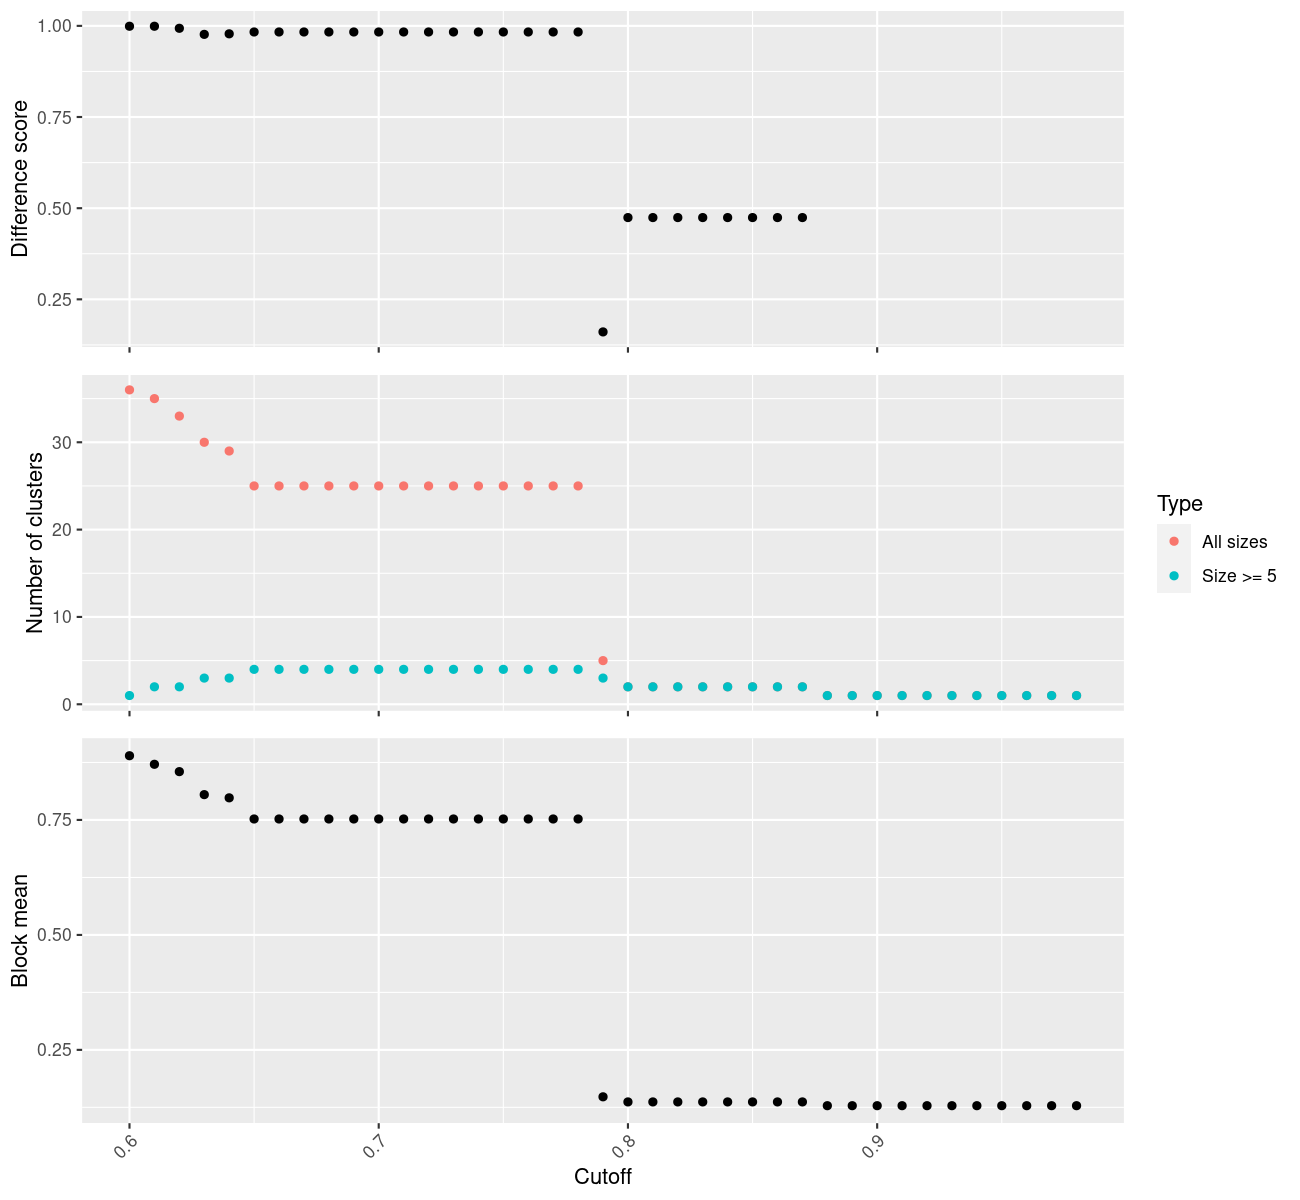 1.00
0.75
0.50
0.25
Difference score
30
20
10
0
Number of clusters
Type
All sizes
Size >= 5
0.75
0.50
0.25
Block mean
0.6
0.7
0.8
0.9
Cutoff